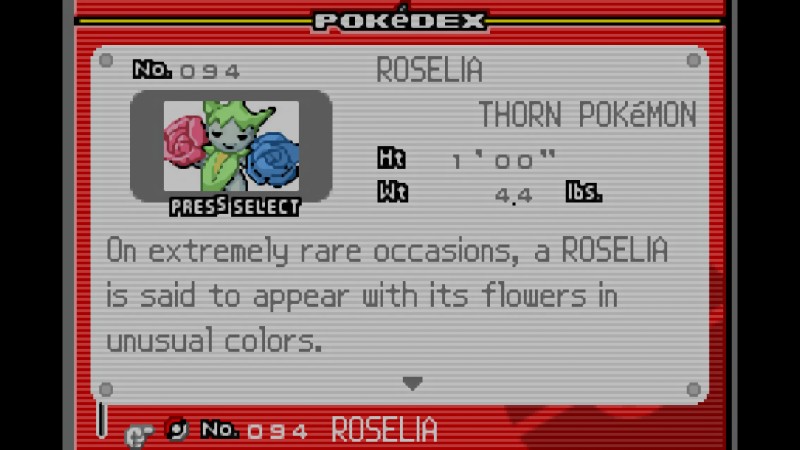 POKéDEX
No. 094 ROSELIA
THORN POKéMON
Ht 1'00"
Wt 4.4 lbs.
PRESS SELECT
On extremely rare occasions, a ROSELIA
is said to appear with its flowers in
unusual colors.
No. 094 ROSELIA